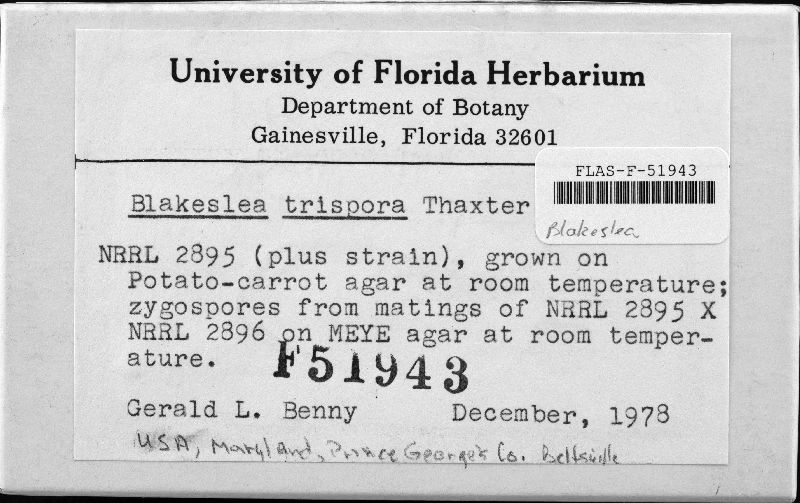 University of Florida Herbarium
Department of Botany
Gainesville, Florida 32601
FLAS-F-51943
Blakeslea
Blakeslea trispora Thaxter
NRRL 2895 (plus strain), grown on
Potato-carrot agar at room temperature;
zygospores from matings of NRRL 2895 X
NRRL 2896 on MEYE agar at room temper-
ature.
F51943
Gerald L. Benny December, 1978
USA, Maryland, Prince George's Co. Beltsville